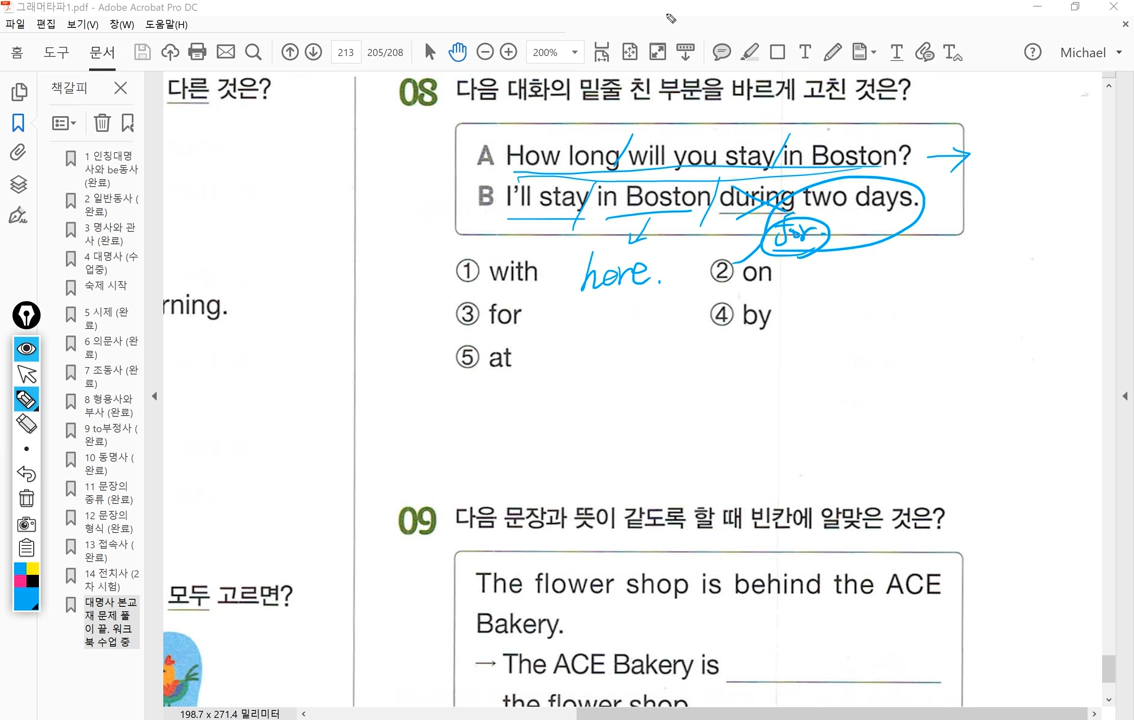 그래머타파1.pdf - Adobe Acrobat Pro DC
파일 편집 보기(V) 창(W) 도움말(H)
홈 도구 문서 213 205/208 200% Michael
책갈피
1 인칭대명
사와 be동사
(완료)
2 일반동사 (
완료)
3 명사와 관
사 (완료)
4 대명사 (수
업중)
숙제 시작
5 시제 (완
료)
6 의문사 (완
료)
7 조동사 (완
료)
8 형용사와
부사 (완료)
9 to부정사 (
완료)
10 동명사 (
완료)
11 문장의
종류 (완료)
12 문장의
형식 (완료)
13 접속사 (
완료)
14 전치사 (2
차 시험)
대명사 본교
재 문제 풀
이 끝. 워크
북 수업 중
다른 것은?
rning.
모두 고르면?
08 다음 대화의 밑줄 친 부분을 바르게 고친 것은?
A How long will you stay in Boston?
B I'll stay in Boston during two days.
for
here.
① with ② on
③ for ④ by
⑤ at
09 다음 문장과 뜻이 같도록 할 때 빈칸에 알맞은 것은?
The flower shop is behind the ACE
Bakery.
→ The ACE Bakery is
the flower shop
198.7 x 271.4 밀리미터